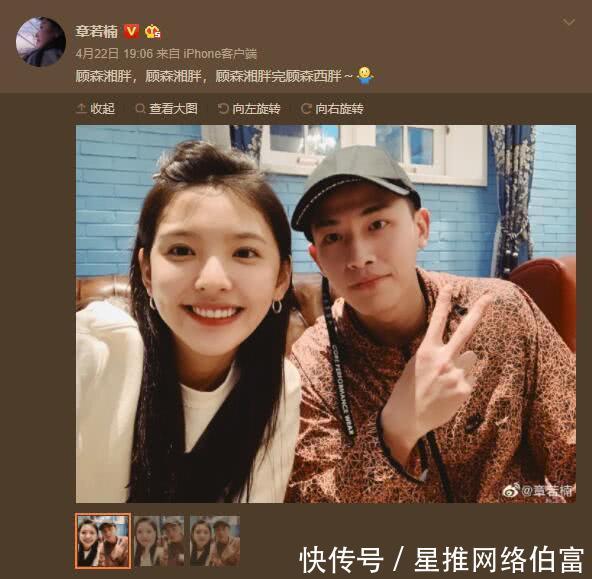 章若楠
4月22日 19:06 来自 iPhone客户端
顾森湘胖，顾森湘胖，顾森湘胖完顾森西胖～
收起 查看大图 向左旋转 向右旋转
CORE PERFORMANCE WEAR
@章若楠
快传号 / 星推网络伯富